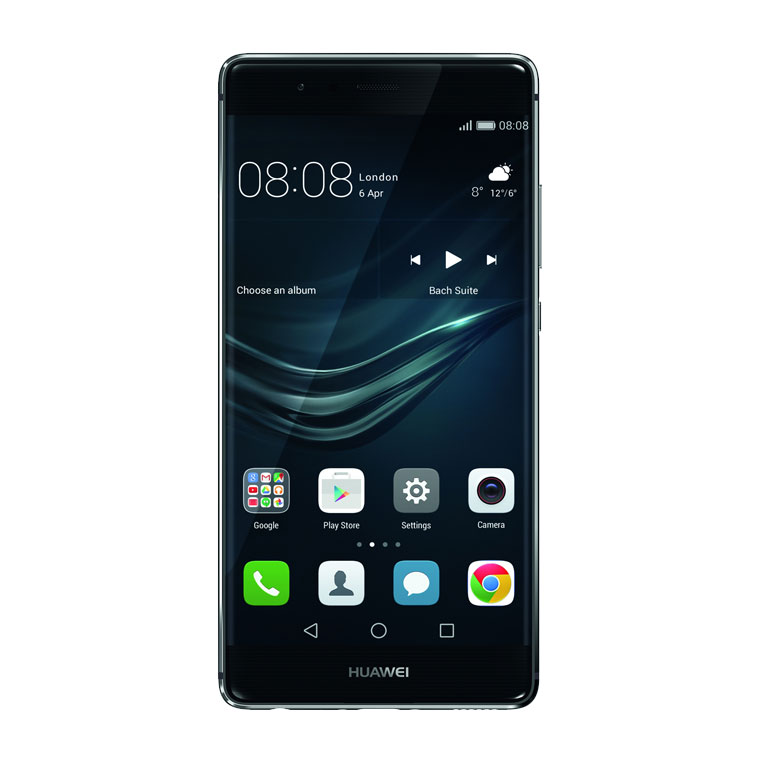 08:08
08:08
London
6 Apr
8° 12°/6°
Choose an album
Bach Suite
Google
Play Store
Settings
Camera
HUAWEI